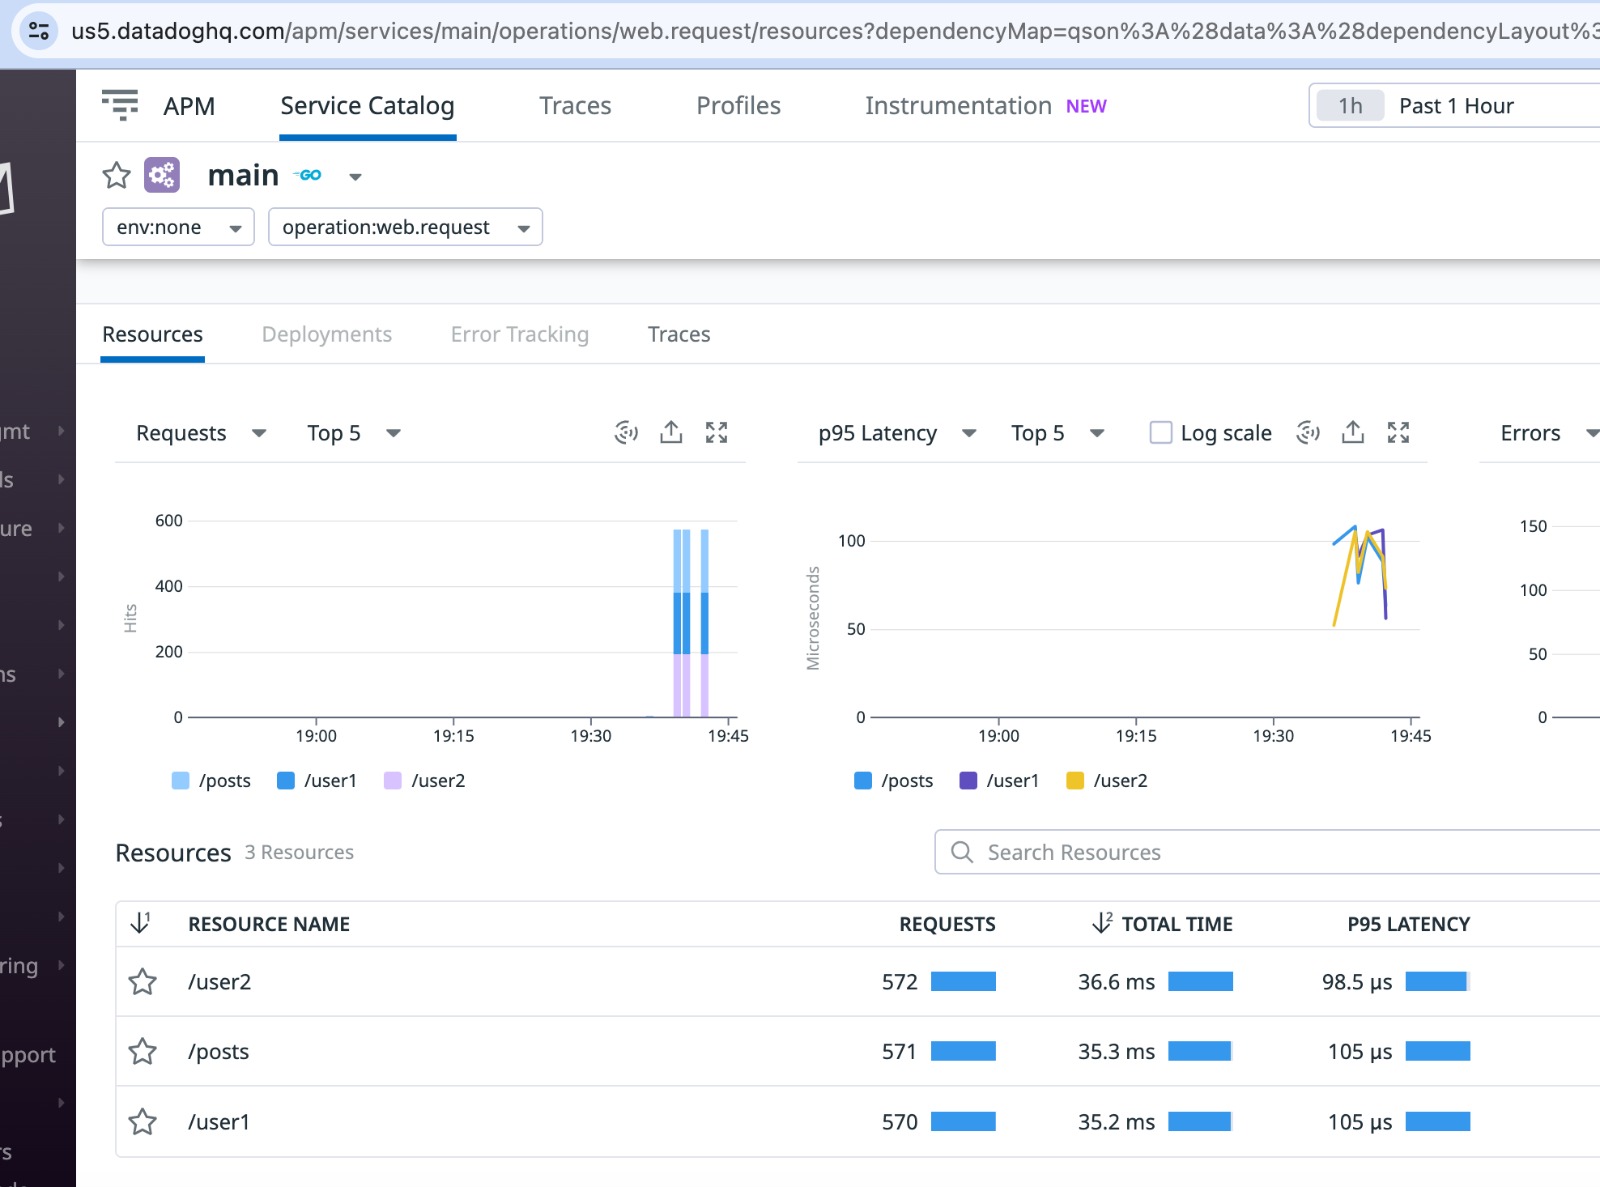 us5.datadoghq.com/apm/services/main/operations/web.request/resources?dependencyMap=qson%3A%28data%3A%28dependencyLayout%3
APM Service Catalog Traces Profiles Instrumentation NEW 1h Past 1 Hour
main GO
env:none operation:web.request
Resources Deployments Error Tracking Traces
Requests Top 5 p95 Latency Top 5 Log scale Errors
Hits
600
400
200
0
19:00 19:15 19:30 19:45
/posts /user1 /user2
Microseconds
100
50
0
19:00 19:15 19:30 19:45
/posts /user1 /user2
150
100
50
0
Resources 3 Resources Search Resources
1 RESOURCE NAME REQUESTS 2 TOTAL TIME P95 LATENCY
/user2 572 36.6 ms 98.5 µs
/posts 571 35.3 ms 105 µs
/user1 570 35.2 ms 105 µs